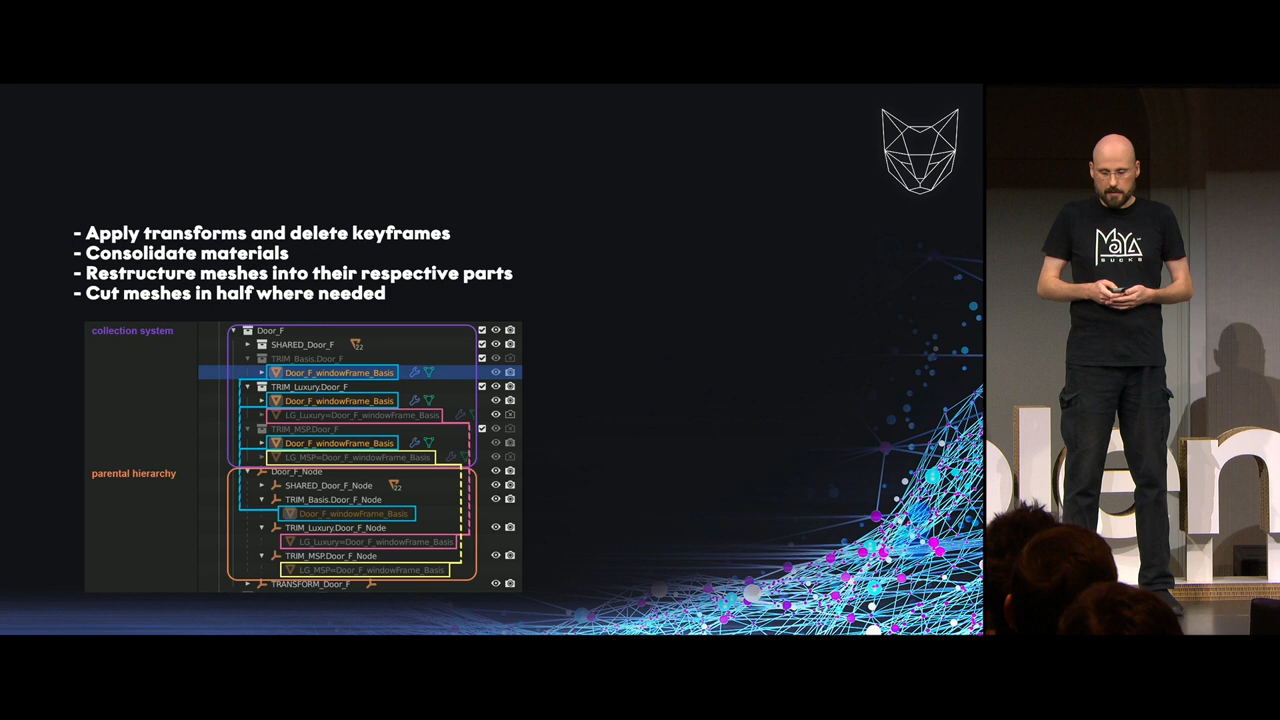 - Apply transforms and delete keyframes
- Consolidate materials
- Restructure meshes into their respective parts
- Cut meshes in half where needed
collection system
Door_F
SHARED_Door_F 22
TRIM_Basis.Door_F
Door_F_windowFrame_Basis
TRIM_Luxury.Door_F
Door_F_windowFrame_Basis
LG_Luxury=Door_F_windowFrame_Basis
TRIM_MSP.Door_F
Door_F_windowFrame_Basis
LG_MSP=Door_F_windowFrame_Basis
parental hierarchy
Door_F_Node
SHARED_Door_F_Node 22
TRIM_Basis.Door_F_Node
Door_F_windowFrame_Basis
TRIM_Luxury.Door_F_Node
LG_Luxury=Door_F_windowFrame_Basis
TRIM_MSP.Door_F_Node
LG_MSP=Door_F_windowFrame_Basis
TRANSFORM_Door_F
MAYA
SUCKS